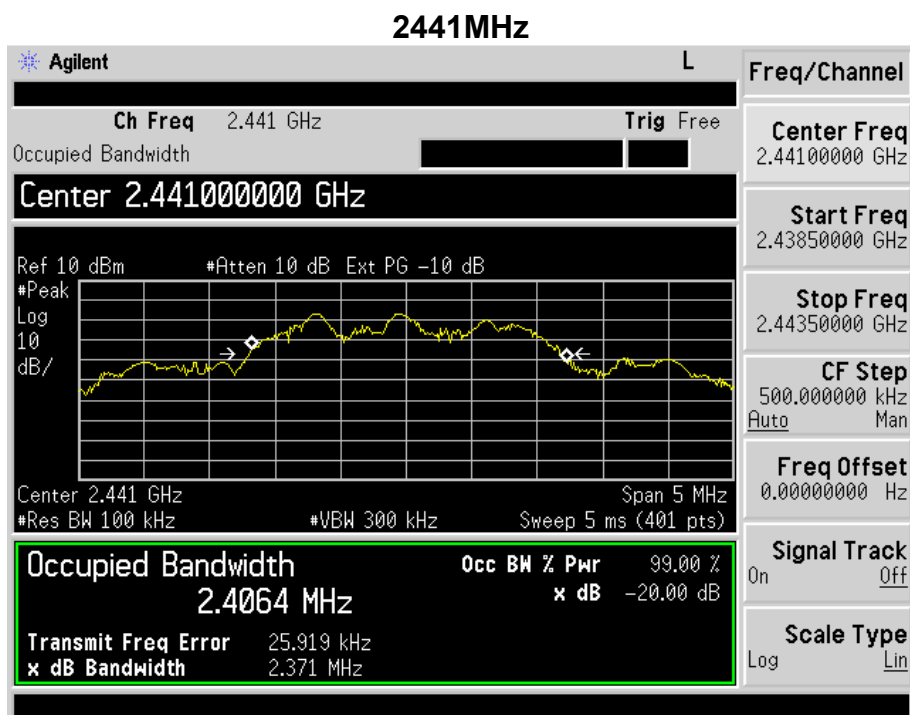 2441MHz
Agilent L
Freq/Channel
Ch Freq 2.441 GHz Trig Free
Occupied Bandwidth
Center 2.441000000 GHz
Ref 10 dBm #Atten 10 dB Ext PG -10 dB
#Peak
Log
10
dB/
Center 2.441 GHz Span 5 MHz
#Res BW 100 kHz #VBW 300 kHz Sweep 5 ms (401 pts)
Occupied Bandwidth
2.4064 MHz
Occ BW % Pwr 99.00 %
x dB -20.00 dB
Transmit Freq Error 25.919 kHz
x dB Bandwidth 2.371 MHz
Center Freq
2.44100000 GHz
Start Freq
2.43850000 GHz
Stop Freq
2.44350000 GHz
CF Step
500.000000 kHz
Auto Man
Freq Offset
0.00000000 Hz
Signal Track
On Off
Scale Type
Log Lin